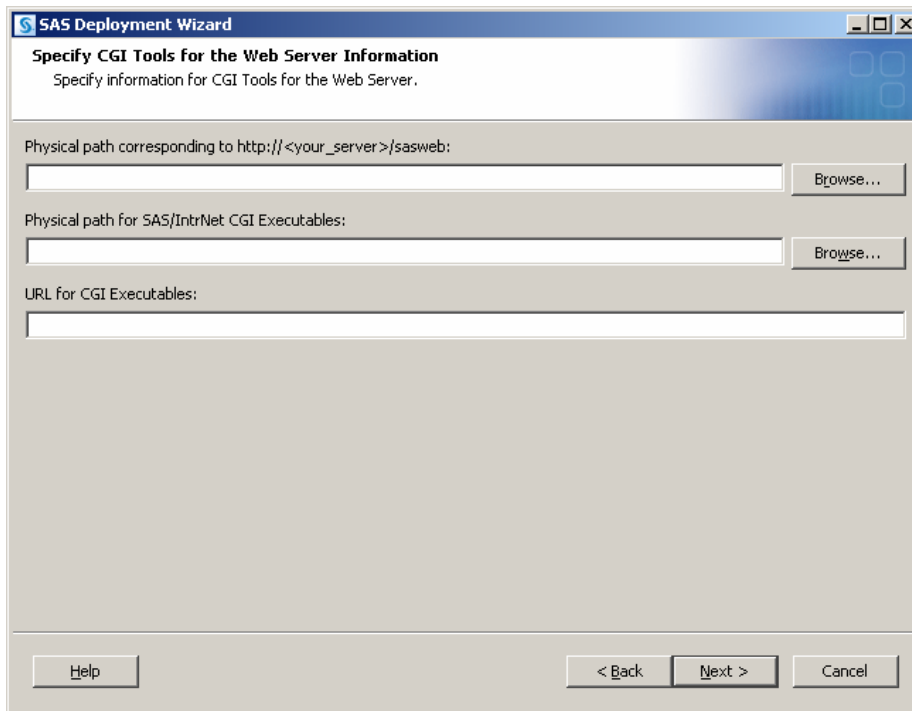 SAS Deployment Wizard
Specify CGI Tools for the Web Server Information
Specify information for CGI Tools for the Web Server.
Physical path corresponding to http://<your_server>/sasweb:
Browse...
Physical path for SAS/IntrNet CGI Executables:
Browse...
URL for CGI Executables:
Help
< Back
Next >
Cancel